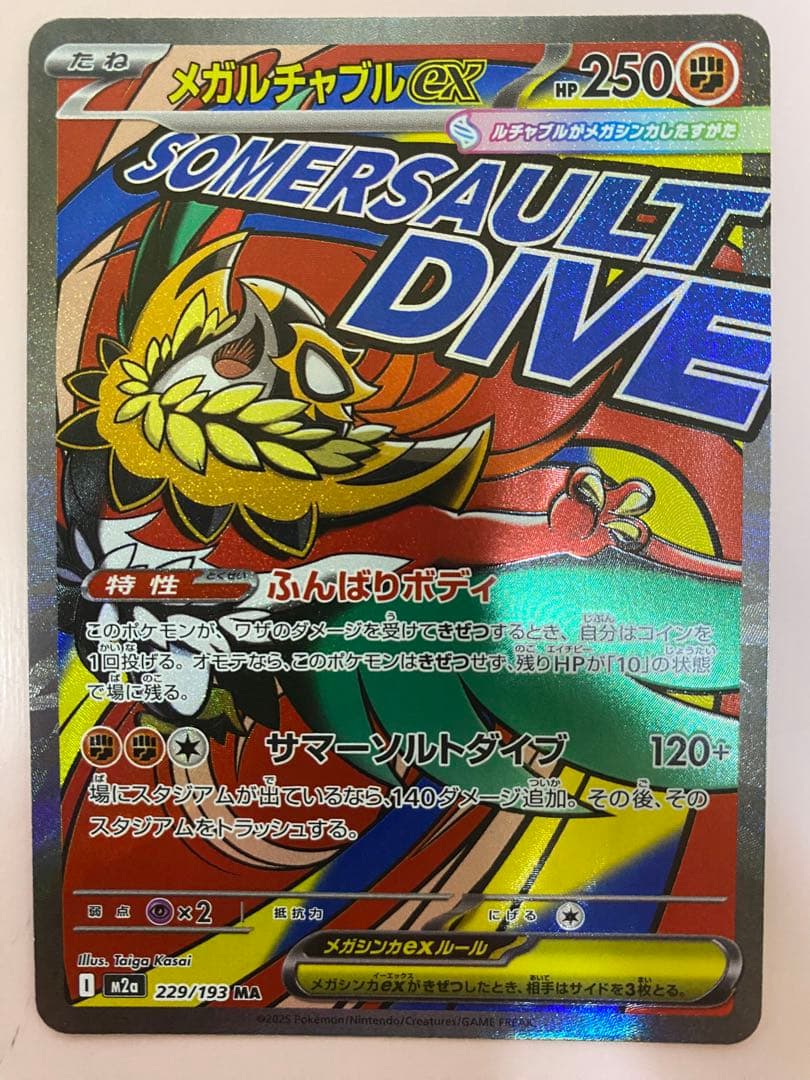 たね メガルチャブルex HP250
ルチャブルがメガシンカしたすがた
SOMERSAULT
DIVE
特性 とくせい ふんばりボディ
このポケモンが、ワザのダメージを受けてきぜつするとき、自分はコインを
1回投げる。オモテなら、このポケモンはきぜつせず、残りHPが「10」の状態
で場に残る。
サマーソルトダイブ 120+
場にスタジアムが出ているなら、140ダメージ追加。その後、その
スタジアムをトラッシュする。
弱点 ×2 抵抗力 にげる
Illus. Taiga Kasai
メガシンカexルール
I m2a 229/193 MA
メガシンカexがきぜつしたとき、相手はサイドを3枚とる。
©2025 Pokémon/Nintendo/Creatures/GAME FREAK